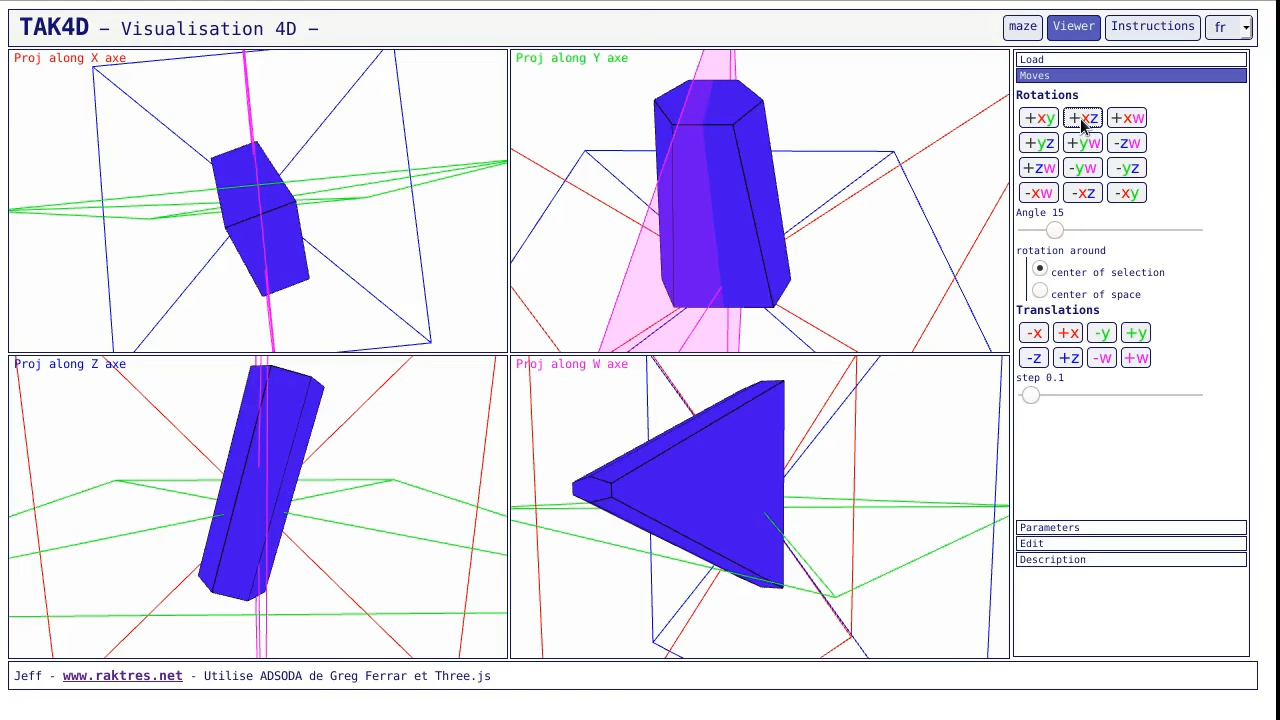 TAK4D – Visualisation 4D –
maze Viewer Instructions fr
Proj along X axe
Proj along Y axe
Proj along Z axe
Proj along W axe
Load
Moves
Rotations
+xy +xz +xw
+yz +yw -zw
+zw -yw -yz
-xw -xz -xy
Angle 15
rotation around
center of selection
center of space
Translations
-x +x -y +y
-z +z -w +w
step 0.1
Parameters
Edit
Description
Jeff - www.raktres.net - Utilise ADSODA de Greg Ferrar et Three.js